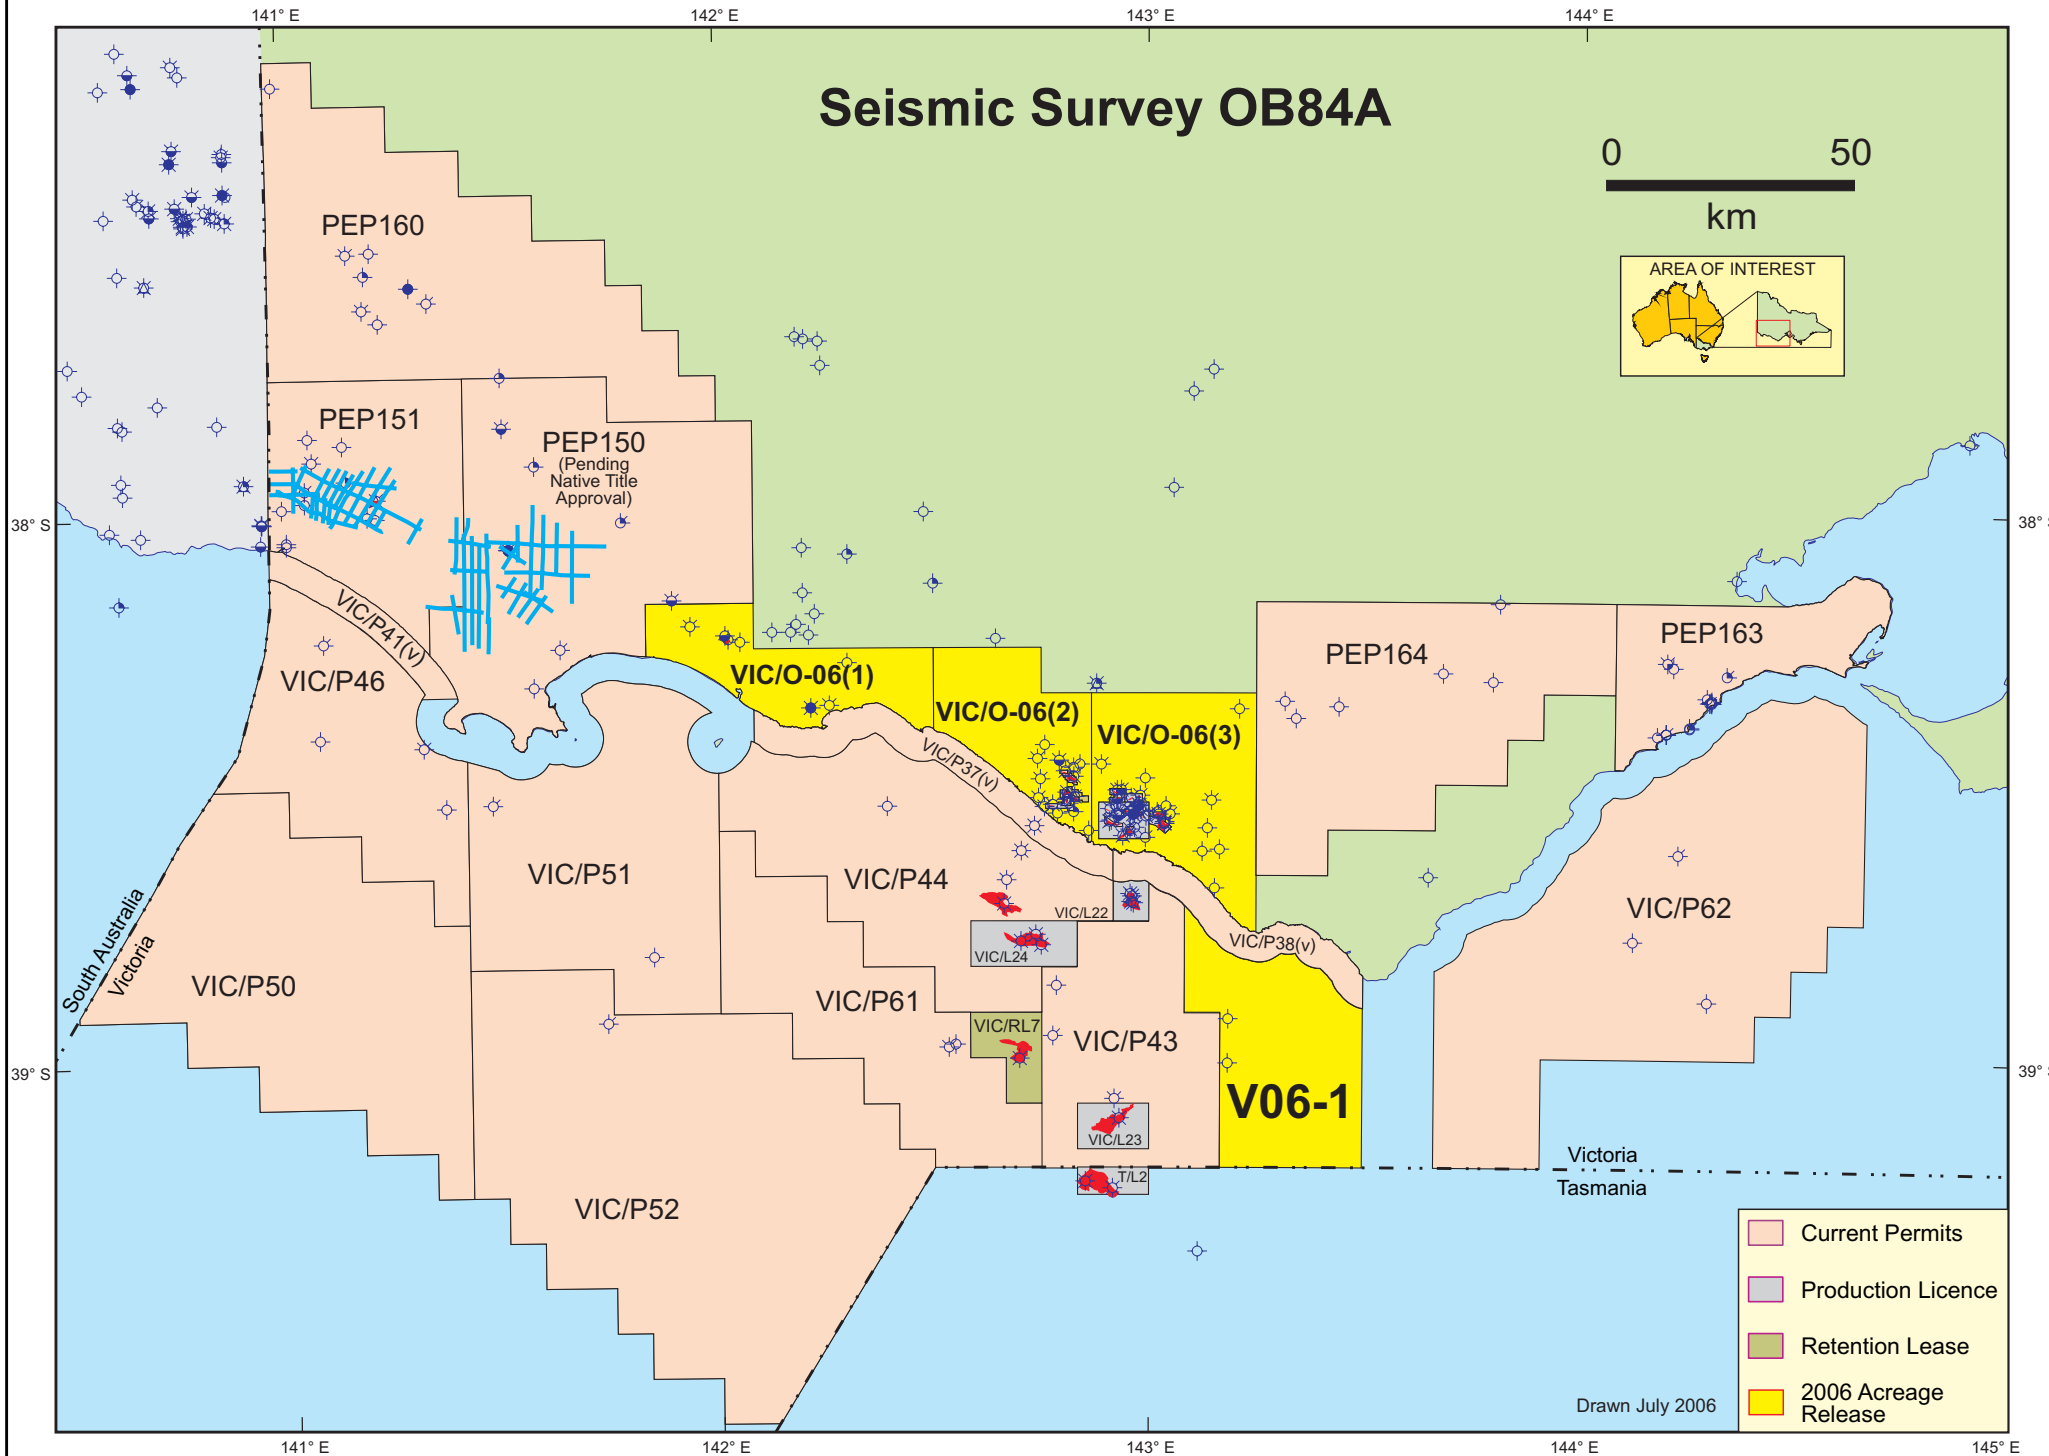 141° E
142° E
143° E
144° E
Seismic Survey OB84A
0
50
km
AREA OF INTEREST
PEP160
PEP151
PEP150
(Pending
Native Title
Approval)
38° S
38° S
VIC/P41(v)
VIC/P46
VIC/O-06(1)
VIC/O-06(2)
VIC/O-06(3)
PEP164
PEP163
VIC/P37(v)
VIC/P51
VIC/P44
VIC/L22
VIC/P62
VIC/P38(v)
VIC/L24
South Australia
Victoria
VIC/P50
VIC/P61
VIC/RL7
VIC/P43
39° S
39° S
V06-1
VIC/L23
T/L2
Victoria
Tasmania
VIC/P52
Current Permits
Production Licence
Retention Lease
2006 Acreage
Release
Drawn July 2006
141° E
142° E
143° E
144° E
145° E